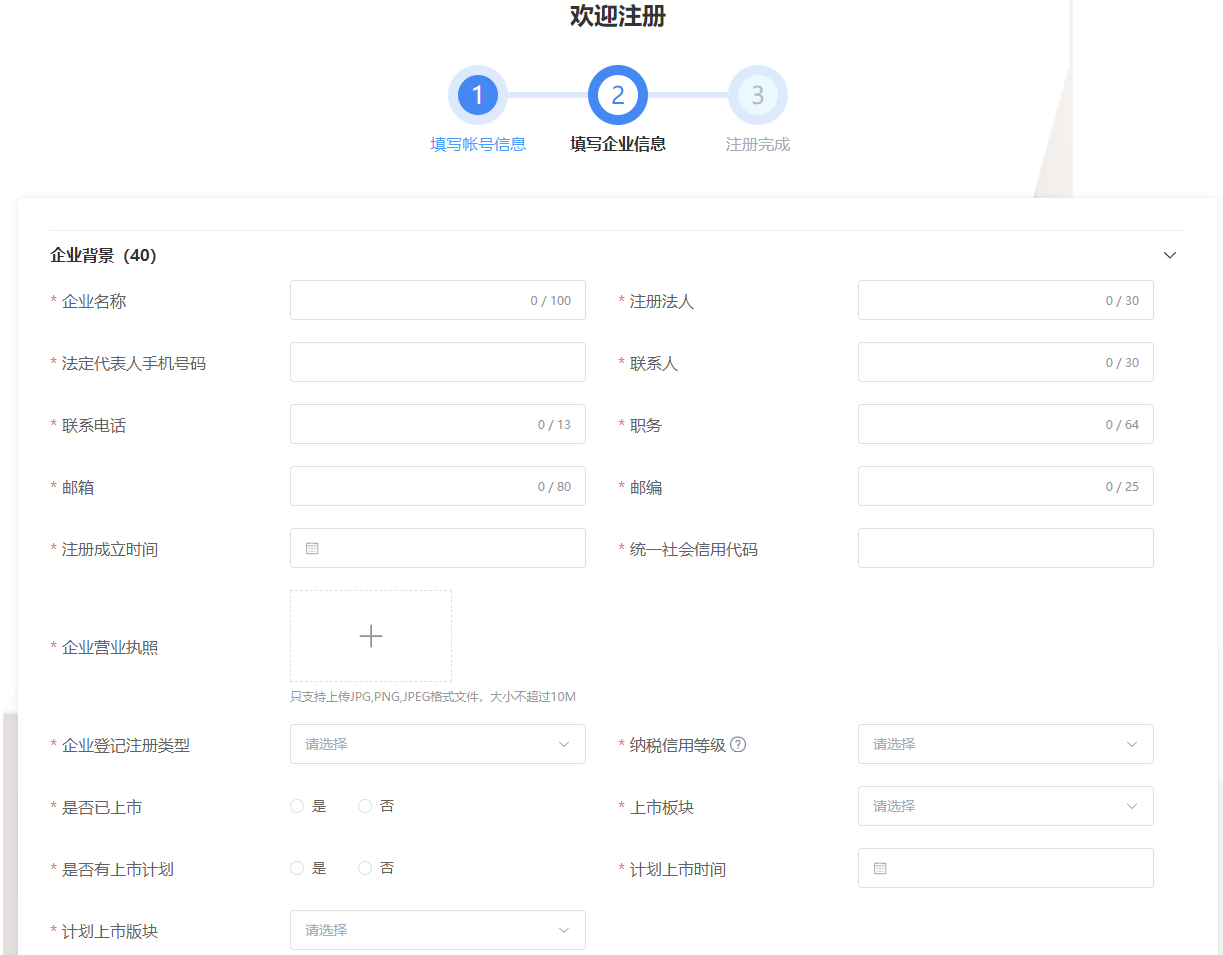 欢迎注册
1 2 3
填写帐号信息 填写企业信息 注册完成
企业背景（40）
* 企业名称 0 / 100 * 注册法人 0 / 30
* 法定代表人手机号码 * 联系人 0 / 30
* 联系电话 0 / 13 * 职务 0 / 64
* 邮箱 0 / 80 * 邮编 0 / 25
* 注册成立时间 * 统一社会信用代码
* 企业营业执照
只支持上传JPG,PNG,JPEG格式文件，大小不超过10M
* 企业登记注册类型 请选择 * 纳税信用等级 ? 请选择
* 是否已上市 是 否 * 上市板块 请选择
* 是否有上市计划 是 否 * 计划上市时间
* 计划上市版块 请选择